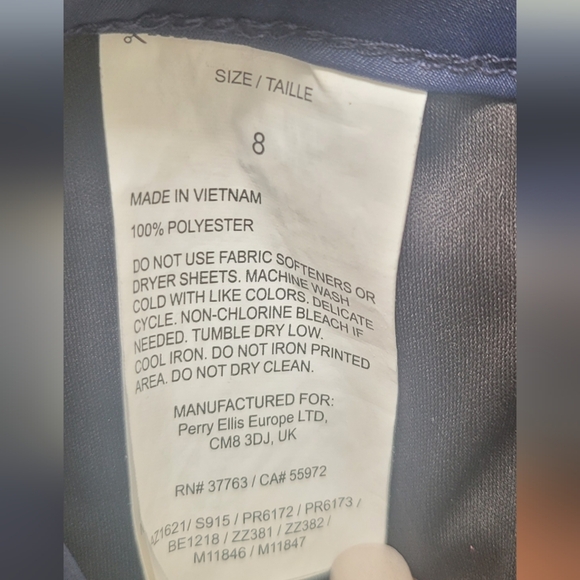 SIZE / TAILLE
8
MADE IN VIETNAM
100% POLYESTER
DO NOT USE FABRIC SOFTENERS OR
DRYER SHEETS. MACHINE WASH
COLD WITH LIKE COLORS. DELICATE
CYCLE. NON-CHLORINE BLEACH IF
NEEDED. TUMBLE DRY LOW.
COOL IRON. DO NOT IRON PRINTED
AREA. DO NOT DRY CLEAN.
MANUFACTURED FOR:
Perry Ellis Europe LTD,
CM8 3DJ, UK
RN# 37763 / CA# 55972
/ S915 / PR6172 / PR6173 /
BE1218 / ZZ381 / ZZ382 /
M11846 / M11847